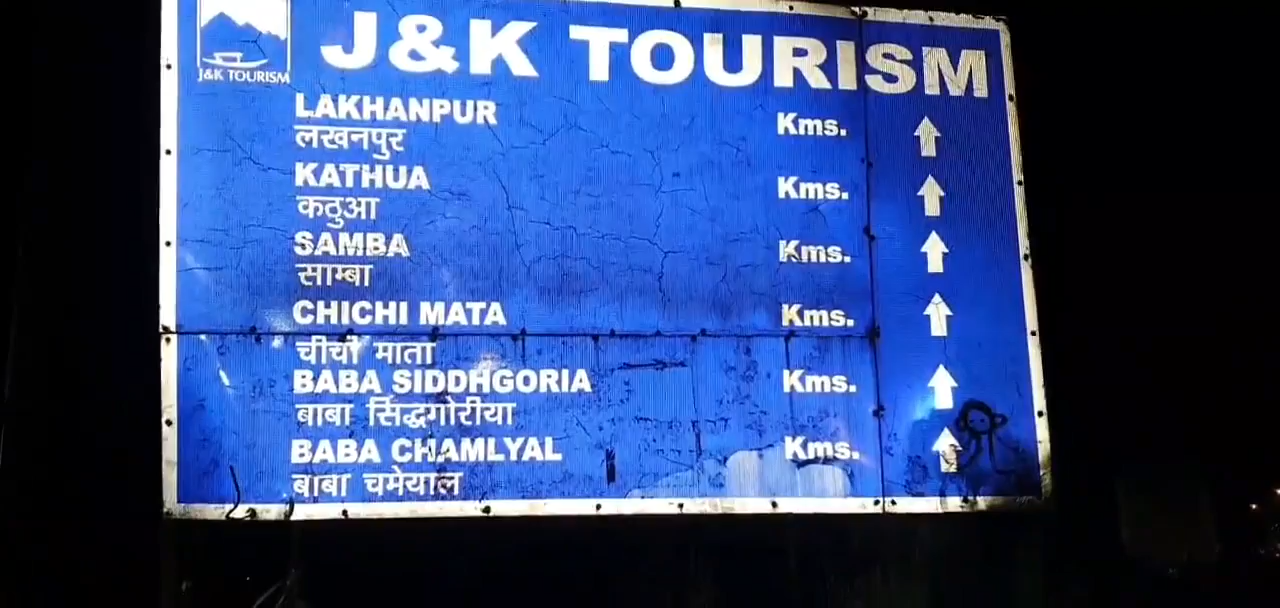 J&K TOURISM
J&K TOURISM
LAKHANPUR Kms.
लखनपुर
KATHUA Kms.
कठुआ
SAMBA Kms.
साम्बा
CHICHI MATA Kms.
चीची माता
BABA SIDDHGORIA Kms.
बाबा सिद्धगोरीया
BABA CHAMLYAL Kms.
बाबा चमेयाल